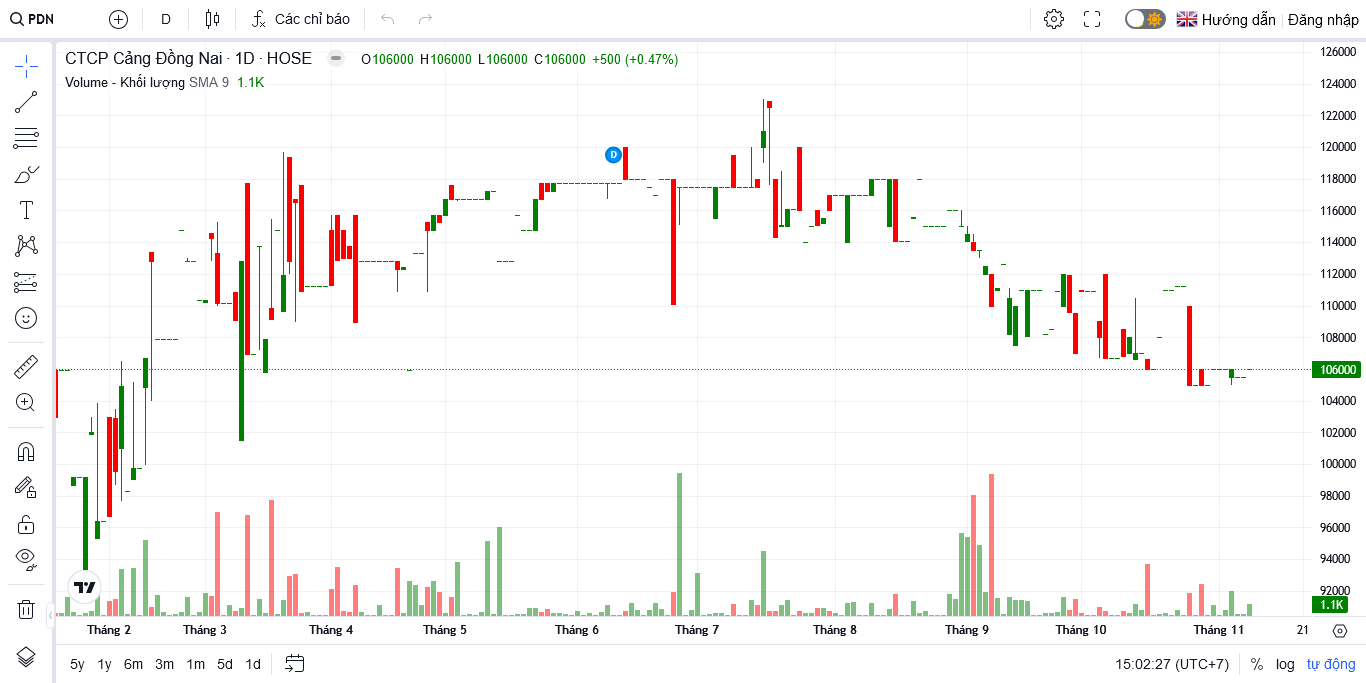 PDN D Các chỉ báo Hướng dẫn Đăng nhập
CTCP Cảng Đồng Nai · 1D · HOSE O106000 H106000 L106000 C106000 +500 (+0.47%)
Volume - Khối lượng SMA 9 1.1K
126000
124000
122000
120000
118000
116000
114000
112000
110000
108000
106000
104000
102000
100000
98000
96000
94000
92000
1.1K
D
Tháng 2 Tháng 3 Tháng 4 Tháng 5 Tháng 6 Tháng 7 Tháng 8 Tháng 9 Tháng 10 Tháng 11 21
5y 1y 6m 3m 1m 5d 1d 15:02:27 (UTC+7) % log tự động